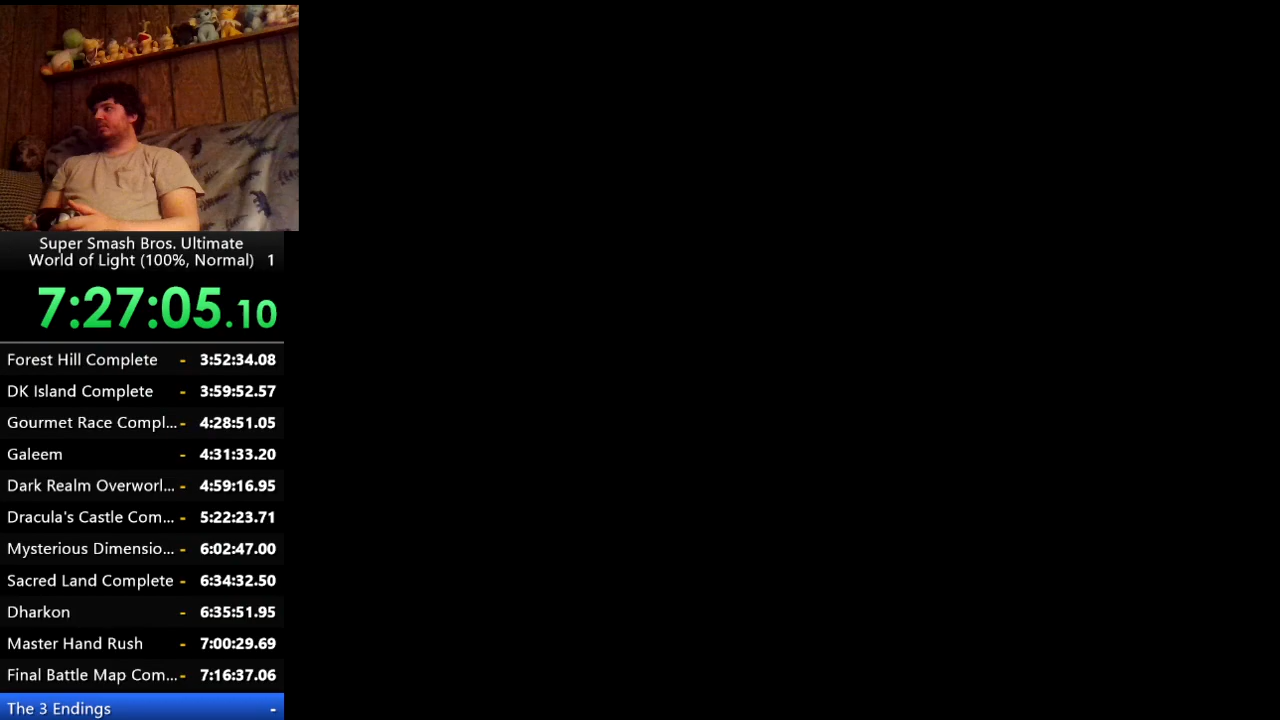 Super Smash Bros. Ultimate
World of Light (100%, Normal) 1
7:27:05.10
Forest Hill Complete - 3:52:34.08
DK Island Complete - 3:59:52.57
Gourmet Race Compl... - 4:28:51.05
Galeem - 4:31:33.20
Dark Realm Overworl... - 4:59:16.95
Dracula's Castle Com... - 5:22:23.71
Mysterious Dimensio... - 6:02:47.00
Sacred Land Complete - 6:34:32.50
Dharkon - 6:35:51.95
Master Hand Rush - 7:00:29.69
Final Battle Map Com... - 7:16:37.06
The 3 Endings -